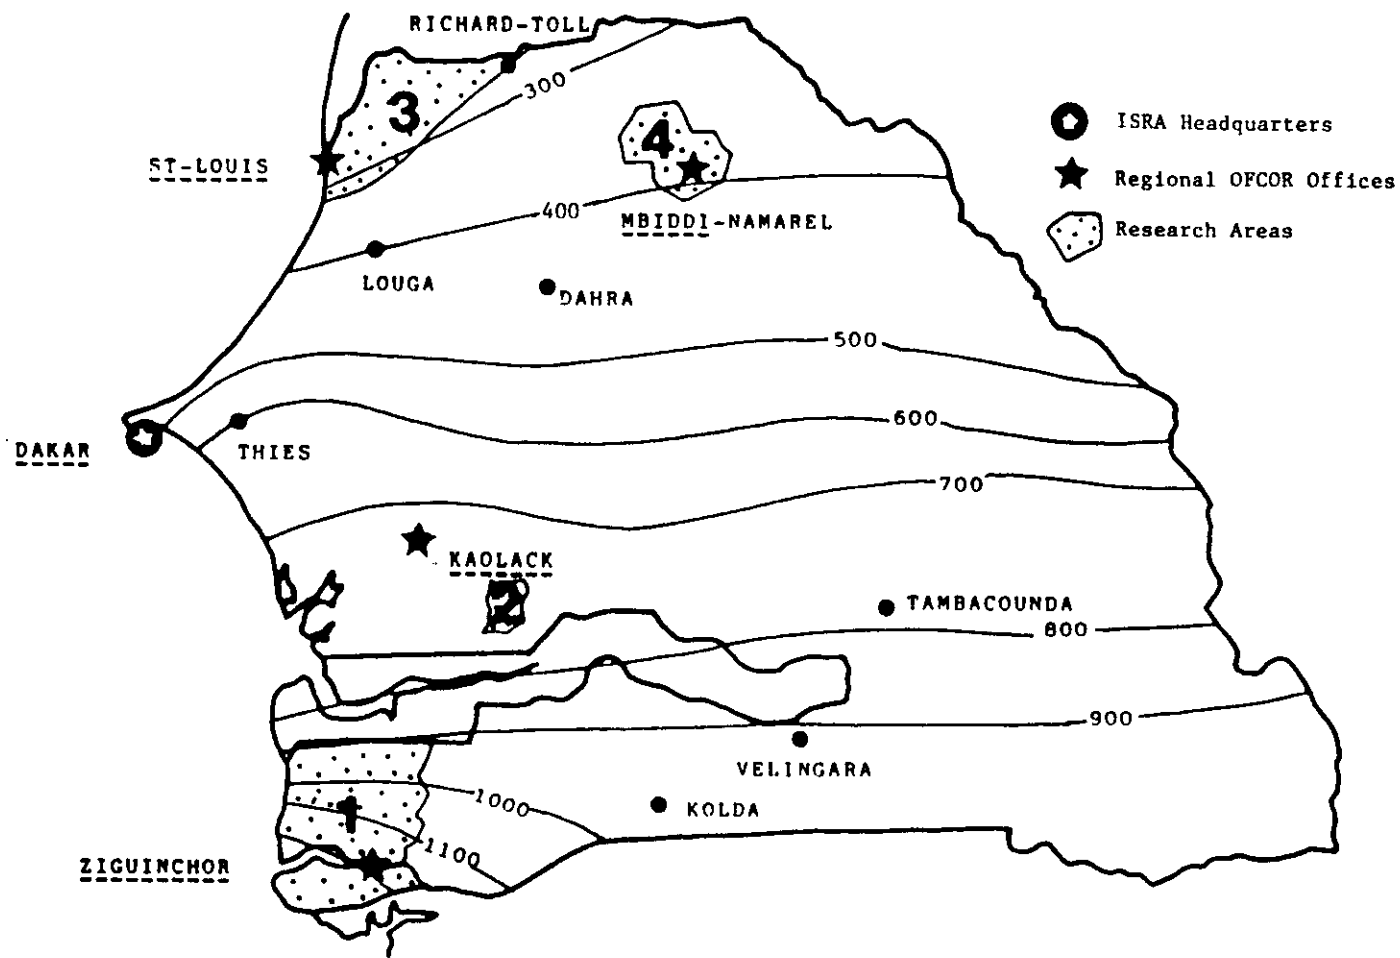 RICHARD-TOLL
300
3
4
ISRA Headquarters
ST-LOUIS
Regional OFCOR Offices
400
MBIDDI-NAMAREL
Research Areas
LOUGA
DAHRA
500
600
DAKAR
THIES
700
KAOLACK
2
TAMBACOUNDA
800
900
VELINGARA
1000
KOLDA
1
1100
ZIGUINCHOR